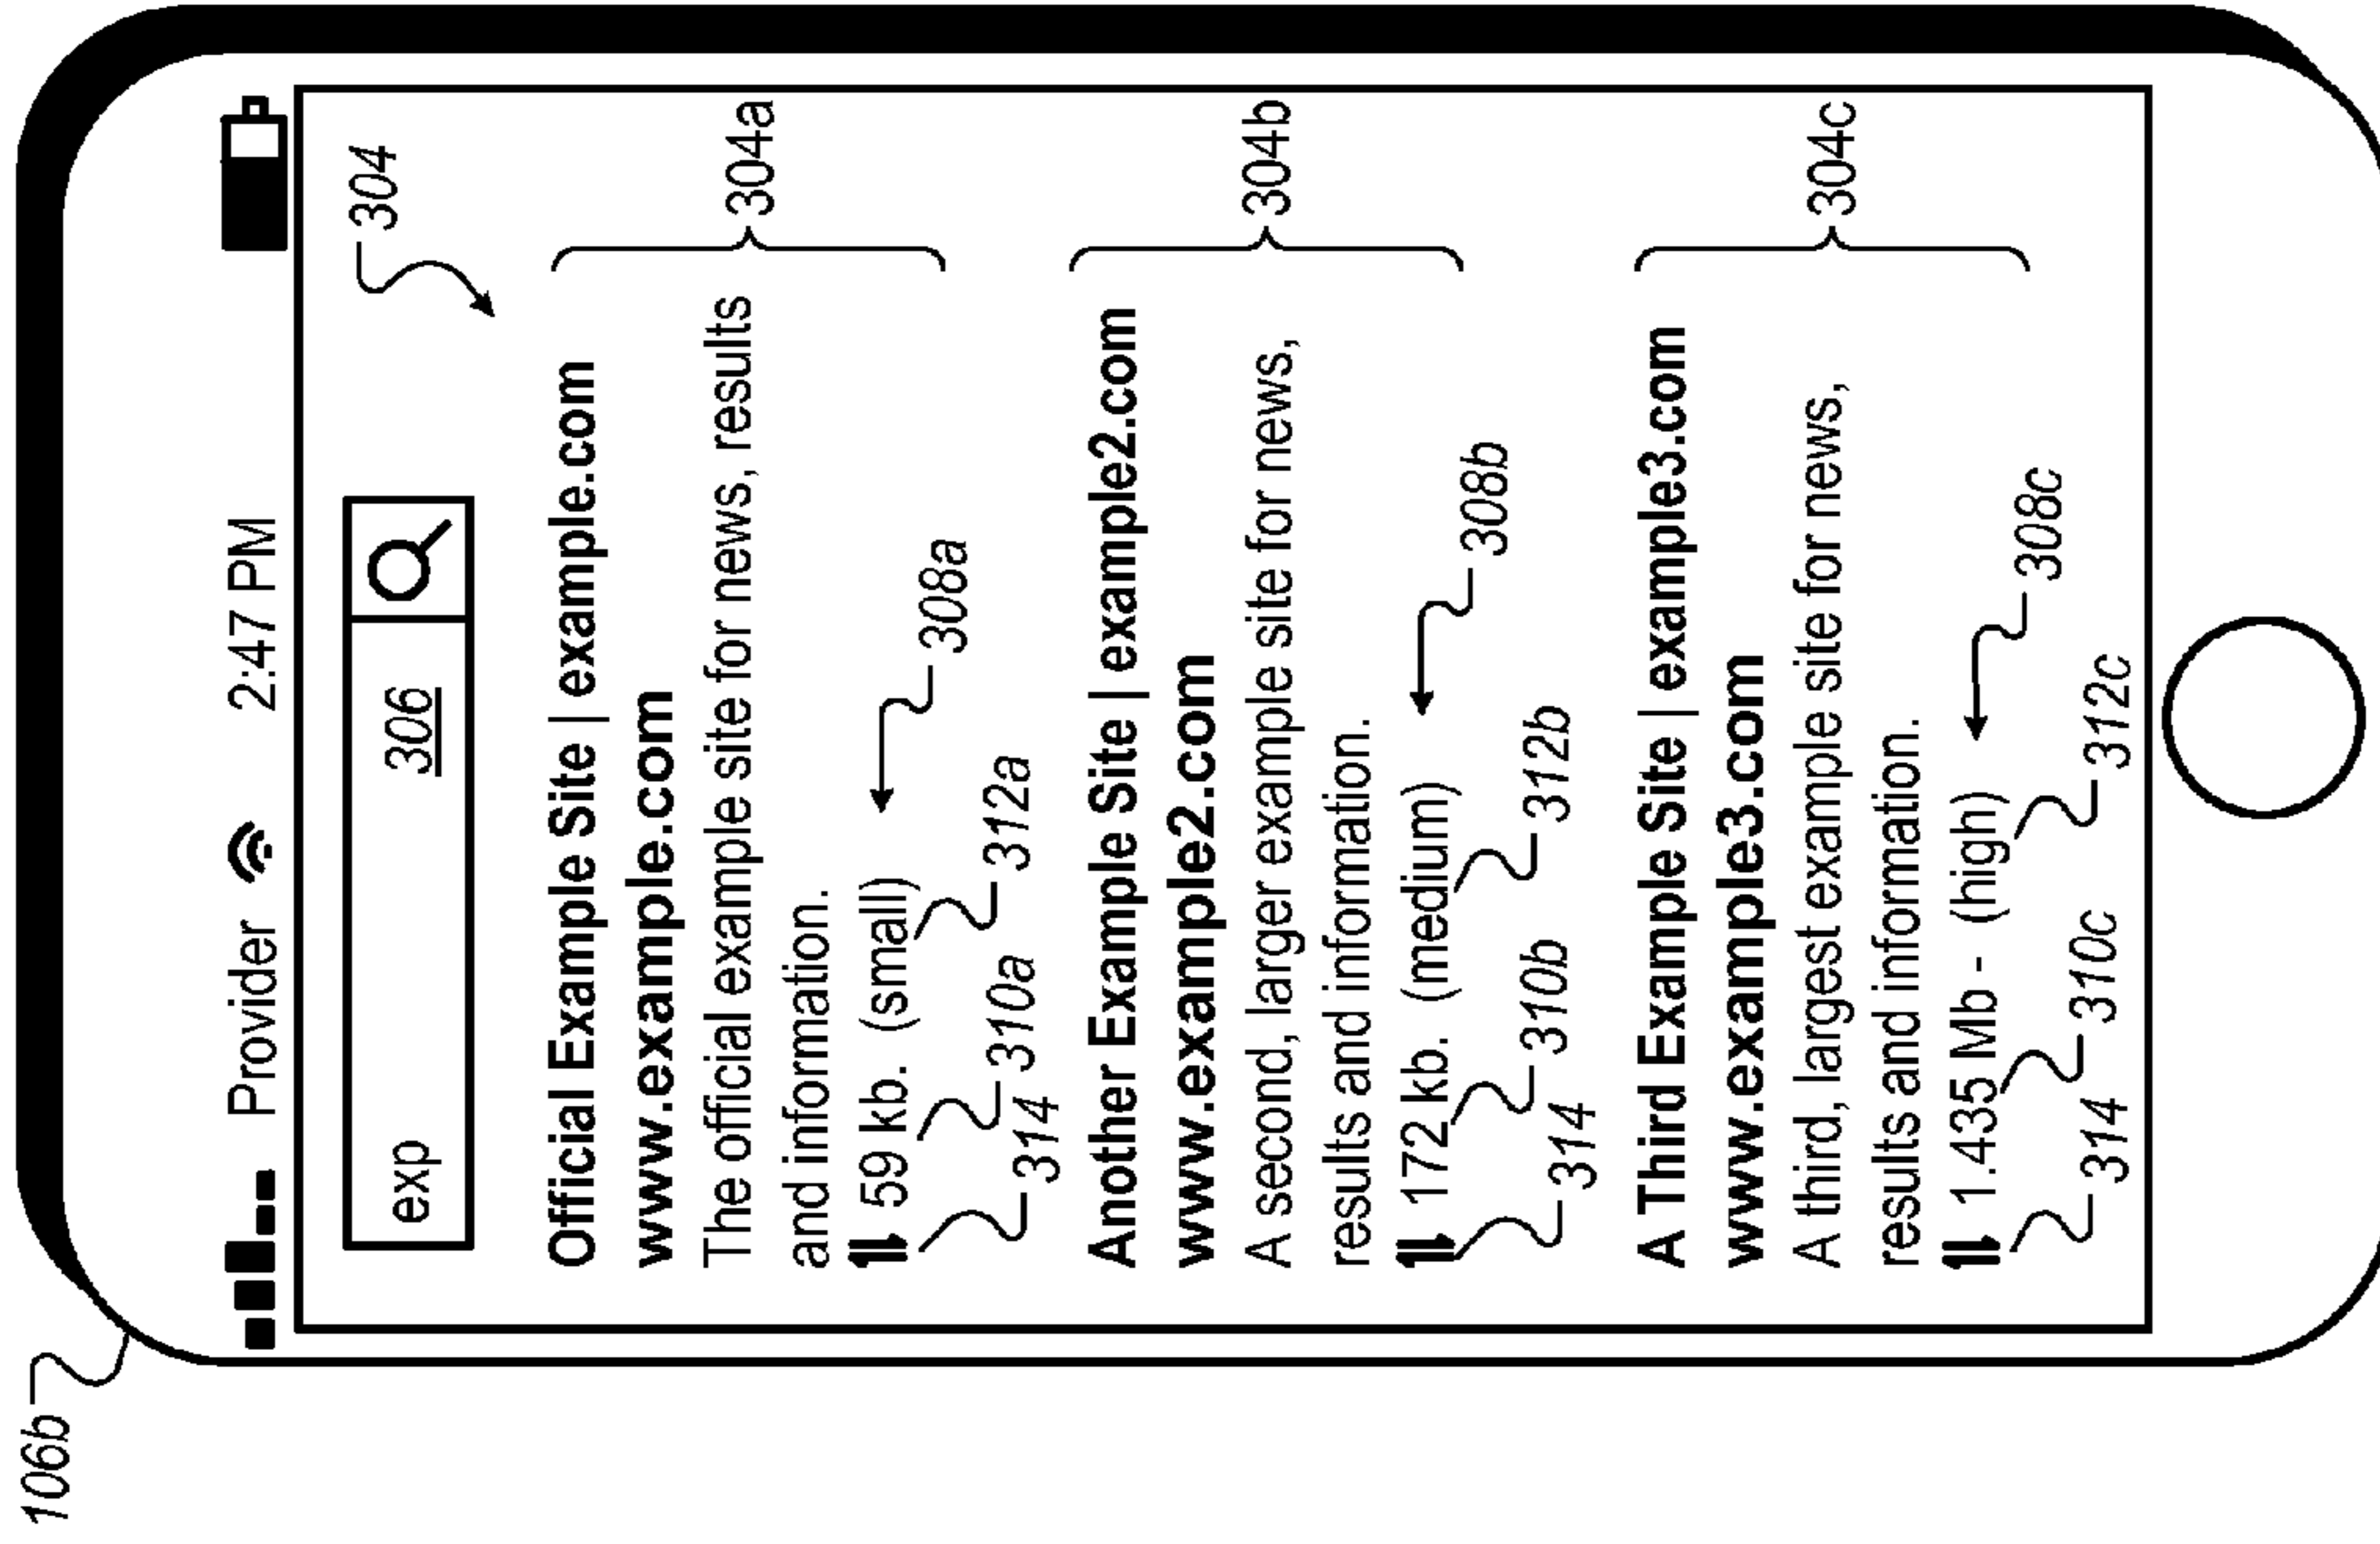 106b
Provider 2:47 PM
exp 306
304
Official Example Site | example.com
www.example.com
The official example site for news, results
and information.
304a
59 kb. (small)
308a
312a
310a
314
Another Example Site | example2.com
www.example2.com
A second, larger example site for news,
results and information.
304b
172 kb. (medium)
308b
312b
310b
314
A Third Example Site | example3.com
www.example3.com
A third, largest example site for news,
results and information.
304c
1.435 Mb - (high)
308c
312c
310c
314